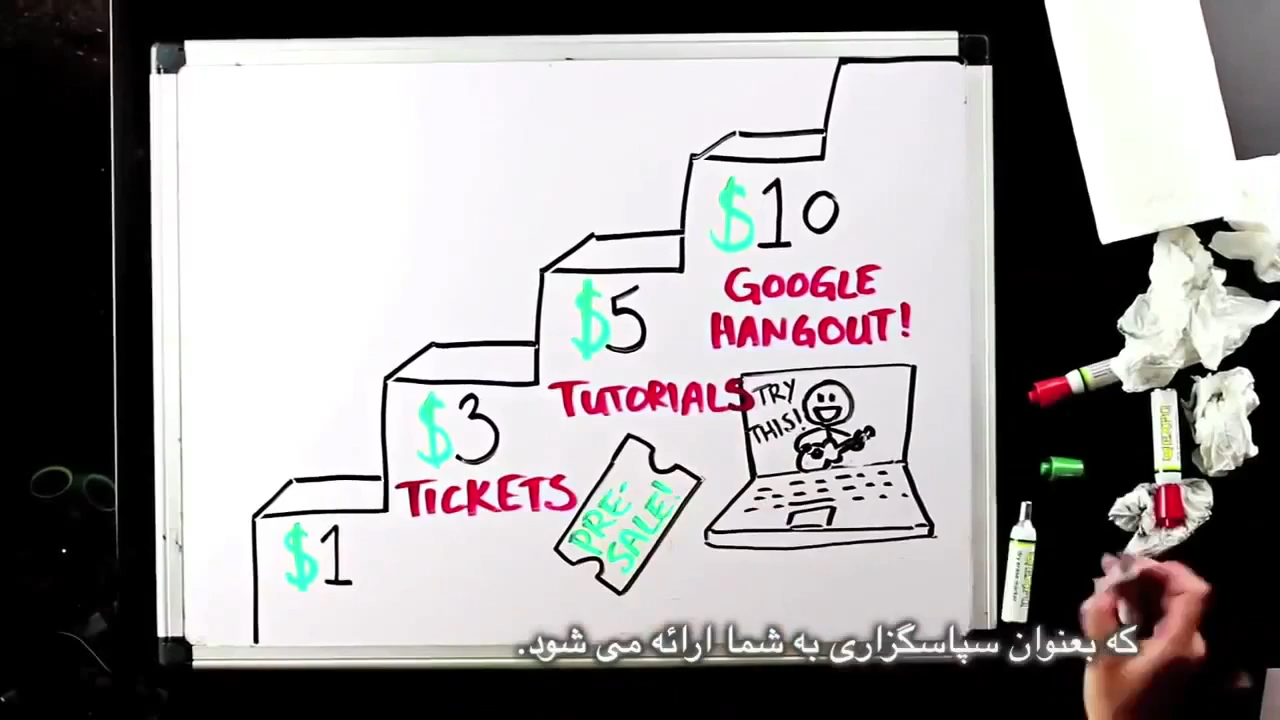 $10
GOOGLE
HANGOUT!
$5
TUTORIALS
TRY
THIS!
$3
TICKETS
PRE-
SALE!
$1
که بعنوان سپاسگزاری به شما ارائه می شود.